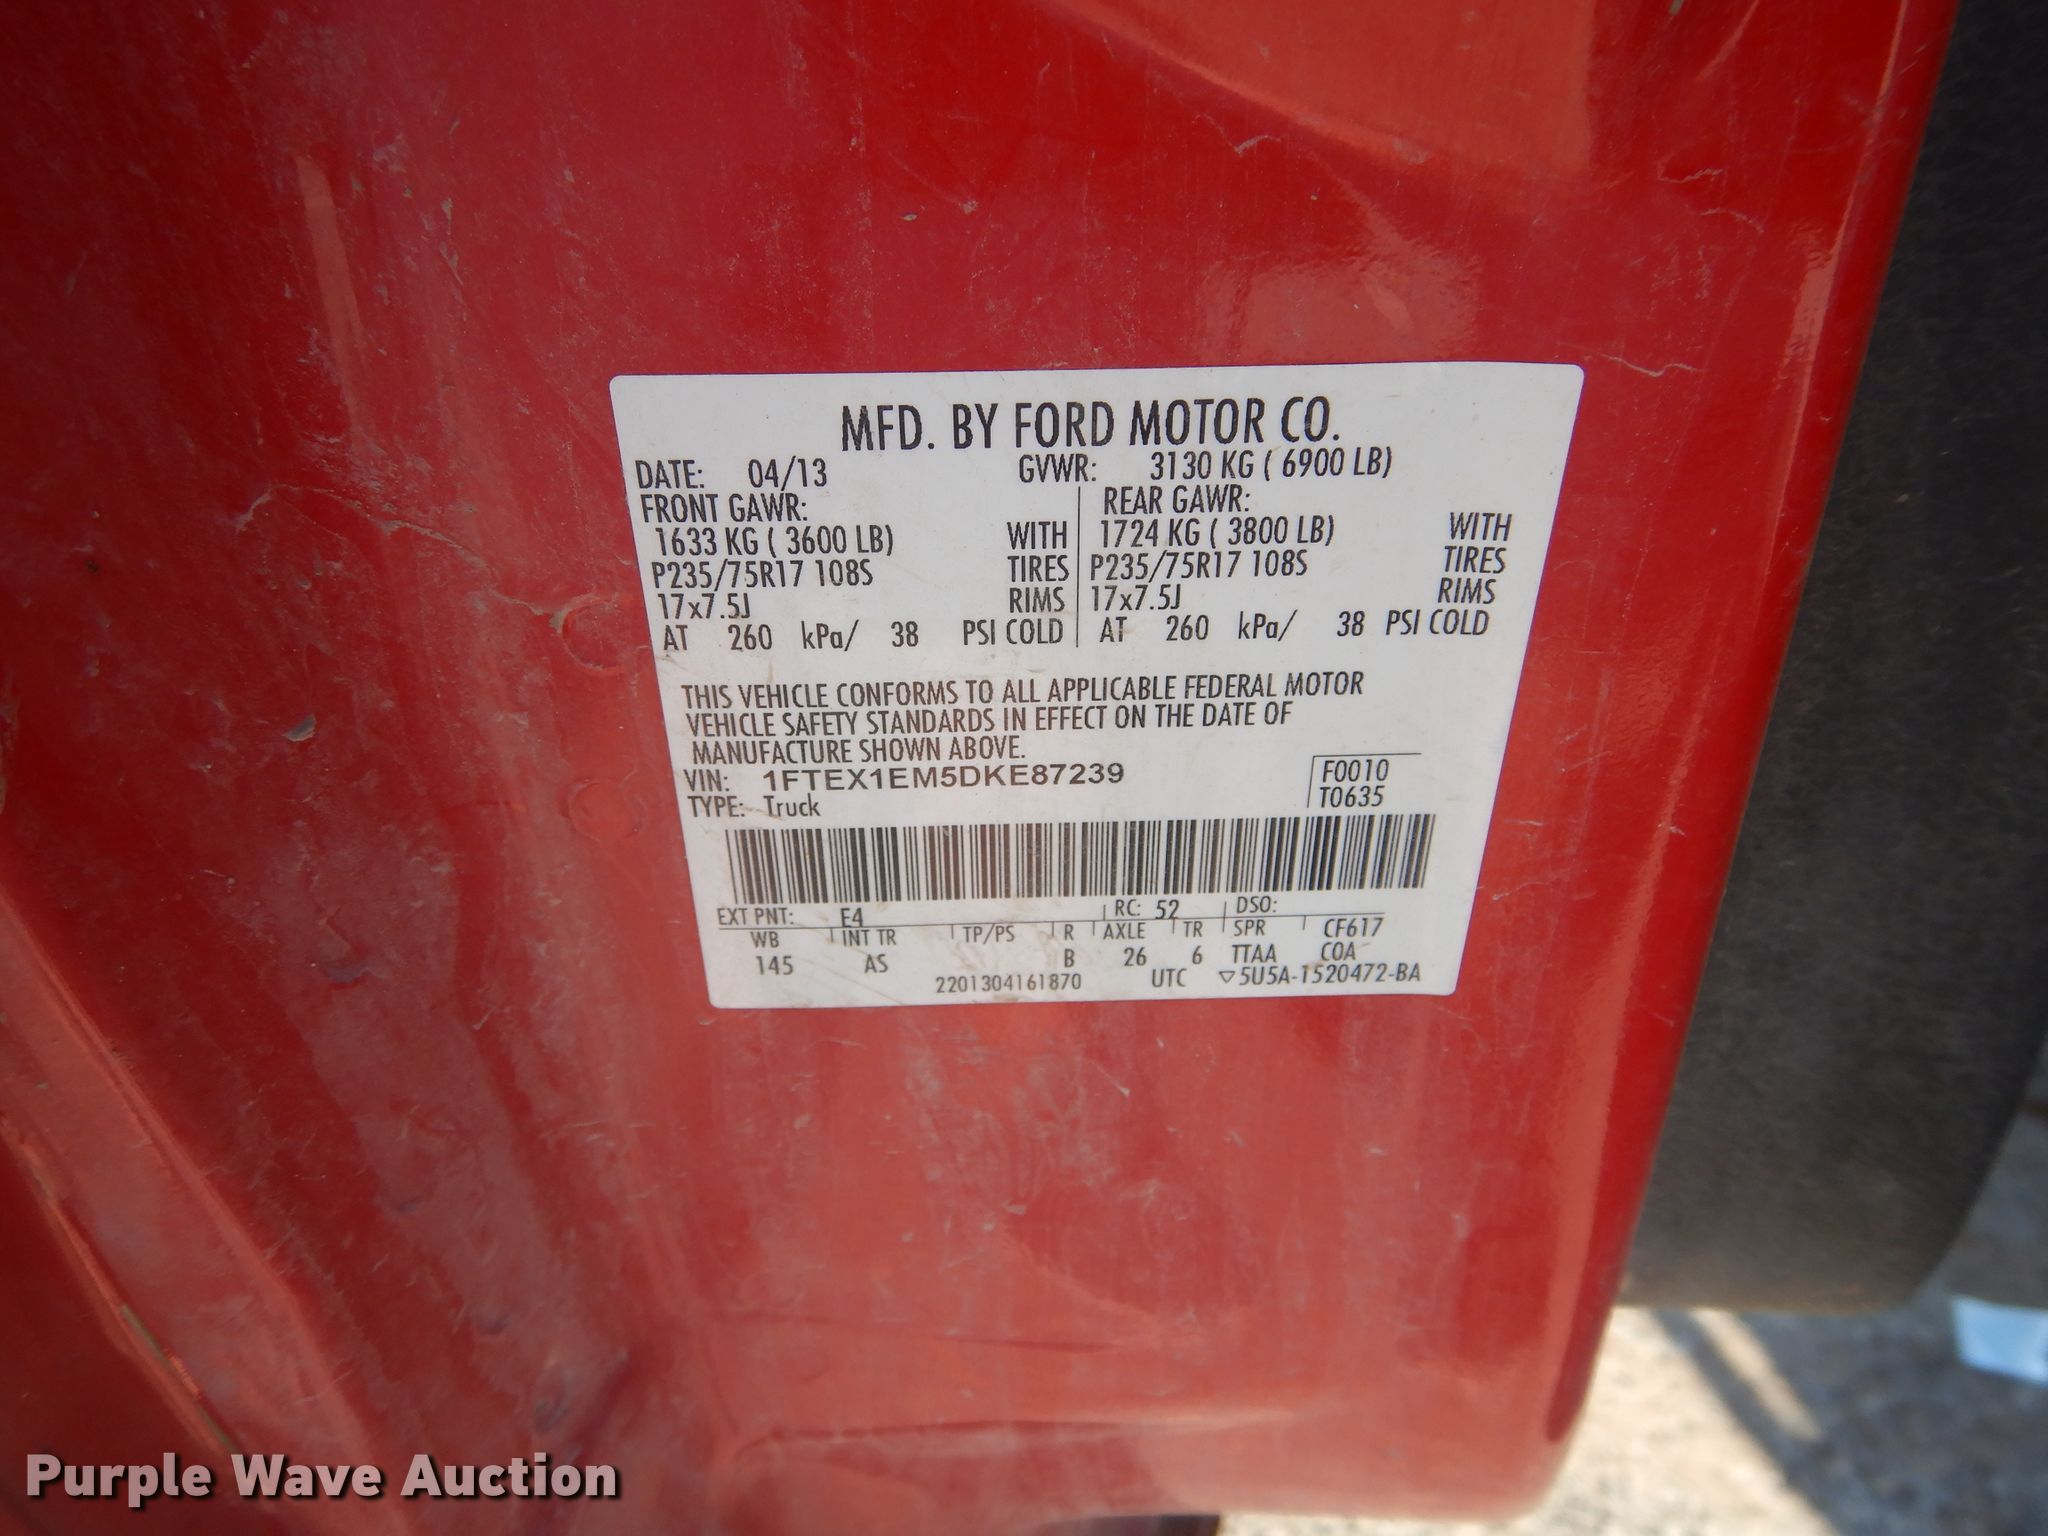 MFD. BY FORD MOTOR CO.
DATE: 04/13 GVWR: 3130 KG ( 6900 LB)
FRONT GAWR: REAR GAWR:
1633 KG ( 3600 LB) WITH 1724 KG ( 3800 LB) WITH
P235/75R17 108S TIRES P235/75R17 108S TIRES
17x7.5J RIMS 17x7.5J RIMS
AT 260 kPa/ 38 PSI COLD AT 260 kPa/ 38 PSI COLD
THIS VEHICLE CONFORMS TO ALL APPLICABLE FEDERAL MOTOR
VEHICLE SAFETY STANDARDS IN EFFECT ON THE DATE OF
MANUFACTURE SHOWN ABOVE.
VIN: 1FTEX1EM5DKE87239 F0010
TYPE: Truck T0635
EXT PNT: E4 RC: 52 DSO:
WB INT TR TP/PS R AXLE TR SPR CF617
145 AS B 26 6 TTAA COA
2201304161870 UTC ▽5U5A-1520472-BA
Purple Wave Auction